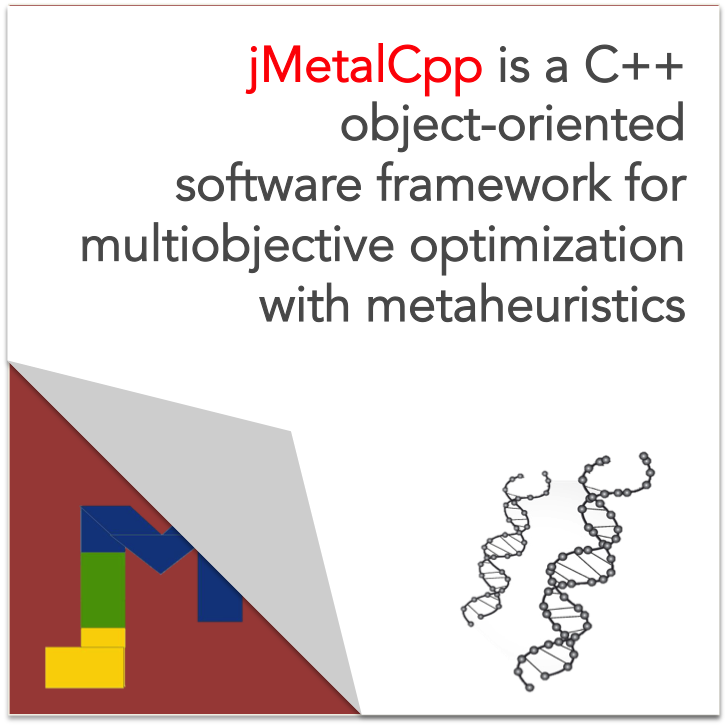 jMetalCpp is a C++
object-oriented
software framework for
multiobjective optimization
with metaheuristics